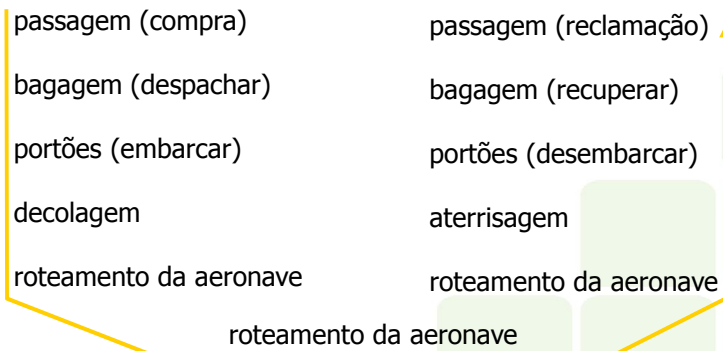 passagem (compra)
passagem (reclamação)
bagagem (despachar)
bagagem (recuperar)
portões (embarcar)
portões (desembarcar)
decolagem
aterrisagem
roteamento da aeronave
roteamento da aeronave
roteamento da aeronave